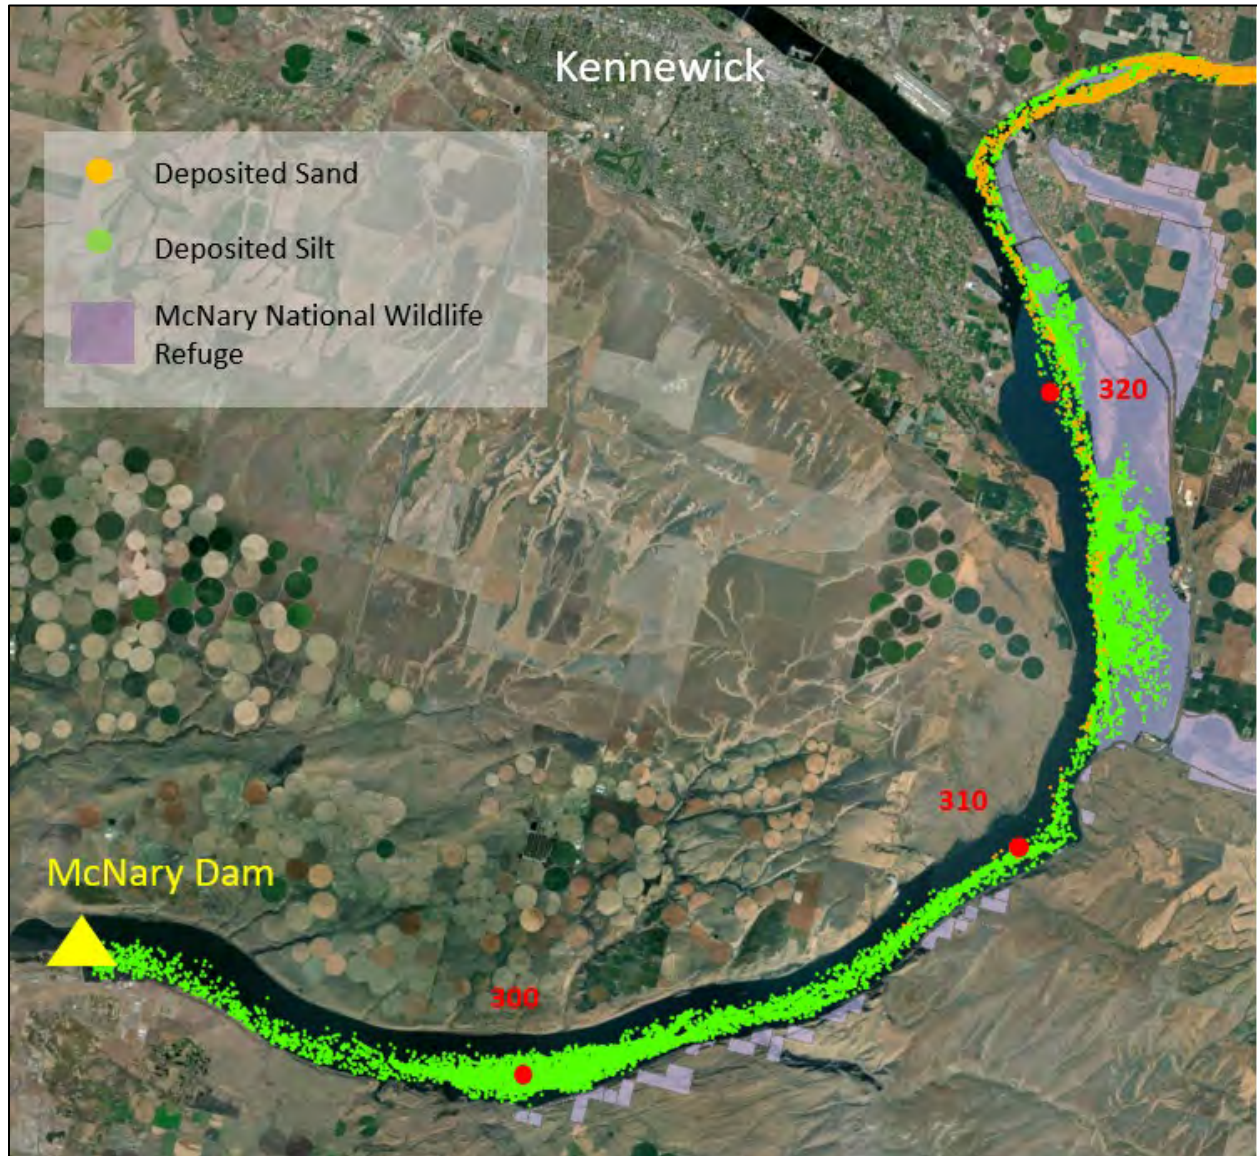 Kennewick
Deposited Sand
Deposited Silt
McNary National Wildlife
Refuge
320
310
McNary Dam
300